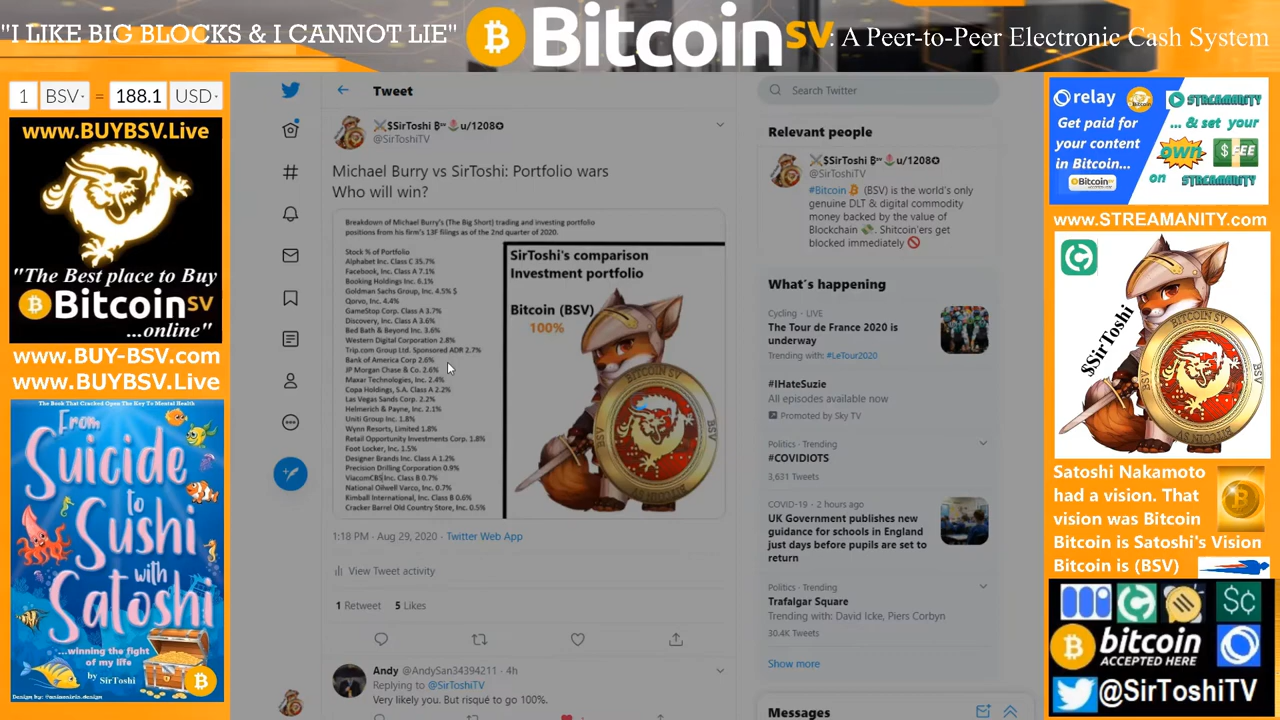 "I LIKE BIG BLOCKS & I CANNOT LIE"
BitcoinSV: A Peer-to-Peer Electronic Cash System
1 BSV = 188.1 USD
www.BUYBSV.Live
"The Best place to Buy
BitcoinSV
...online"
www.BUY-BSV.com
www.BUYBSV.Live
The Book That Cracked Open The Key To Mental Health
From
Suicide
to
Sushi
with
Satoshi
...winning the fight
of my life
by SirToshi
Tweet
$SirToshi
u/1208
@SirToshiTV
Michael Burry vs SirToshi: Portfolio wars
Who will win?
Breakdown of Michael Burry's (The Big Short) trading and investing portfolio
positions from his firm's 13F filings as of the 2nd quarter of 2020.
Stock % of Portfolio
Alphabet Inc. Class C 35.7%
Facebook, Inc. Class A 7.1%
Booking Holdings Inc. 6.1%
Goldman Sachs Group, Inc. 4.5% $
Qorvo, Inc. 4.4%
GameStop Corp. Class A 3.7%
Discovery, Inc. Class A 3.6%
Bed Bath & Beyond Inc. 3.6%
Western Digital Corporation 2.8%
Trip.com Group Ltd. Sponsored ADR 2.7%
Bank of America Corp 2.6%
JP Morgan Chase & Co. 2.6%
Maxar Technologies, Inc. 2.4%
Copa Holdings, S.A. Class A 2.2%
Las Vegas Sands Corp. 2.2%
Helmerich & Payne, Inc. 2.1%
Uniti Group Inc. 1.8%
Wynn Resorts, Limited 1.8%
Retail Opportunity Investments Corp. 1.8%
Foot Locker, Inc. 1.5%
Designer Brands Inc. Class A 1.2%
Precision Drilling Corporation 0.9%
ViacomCBS Inc. Class B 0.7%
National Oilwell Varco, Inc. 0.7%
Kimball International, Inc. Class B 0.6%
Cracker Barrel Old Country Store, Inc. 0.5%
SirToshi's comparison
Investment portfolio
Bitcoin (BSV)
100%
BITCOIN SV
BSV
1:18 PM · Aug 29, 2020 · Twitter Web App
View Tweet activity
1 Retweet 5 Likes
Andy @AndySan34394211 · 4h
Replying to @SirToshiTV
Very likely you. But risqué to go 100%.
Search Twitter
Relevant people
$SirToshi
u/1208
@SirToshiTV
#Bitcoin (BSV) is the world's only
genuine DLT & digital commodity
money backed by the value of
Blockchain. Shitcoin'ers get
blocked immediately
What's happening
Cycling · LIVE
The Tour de France 2020 is
underway
Trending with: #LeTour2020
#IHateSuzie
All episodes available now
Promoted by Sky TV
Politics · Trending
#COVIDIOTS
3,631 Tweets
COVID-19 · 2 hours ago
UK Government publishes new
guidance for schools in England
just days before pupils are set to
return
Politics · Trending
Trafalgar Square
Trending with: David Icke, Piers Corbyn
30.4K Tweets
Show more
Messages
relay
Get paid for
your content
in Bitcoin...
Bitcoin
STREAMANITY
... & set your
own $FEE
on STREAMANITY
www.STREAMANITY.com
$SirToshi
BITCOIN SV
BSV
Satoshi Nakamoto
had a vision. That
vision was Bitcoin
Bitcoin is Satoshi's Vision
Bitcoin is (BSV)
bitcoin
ACCEPTED HERE
@SirToshiTV